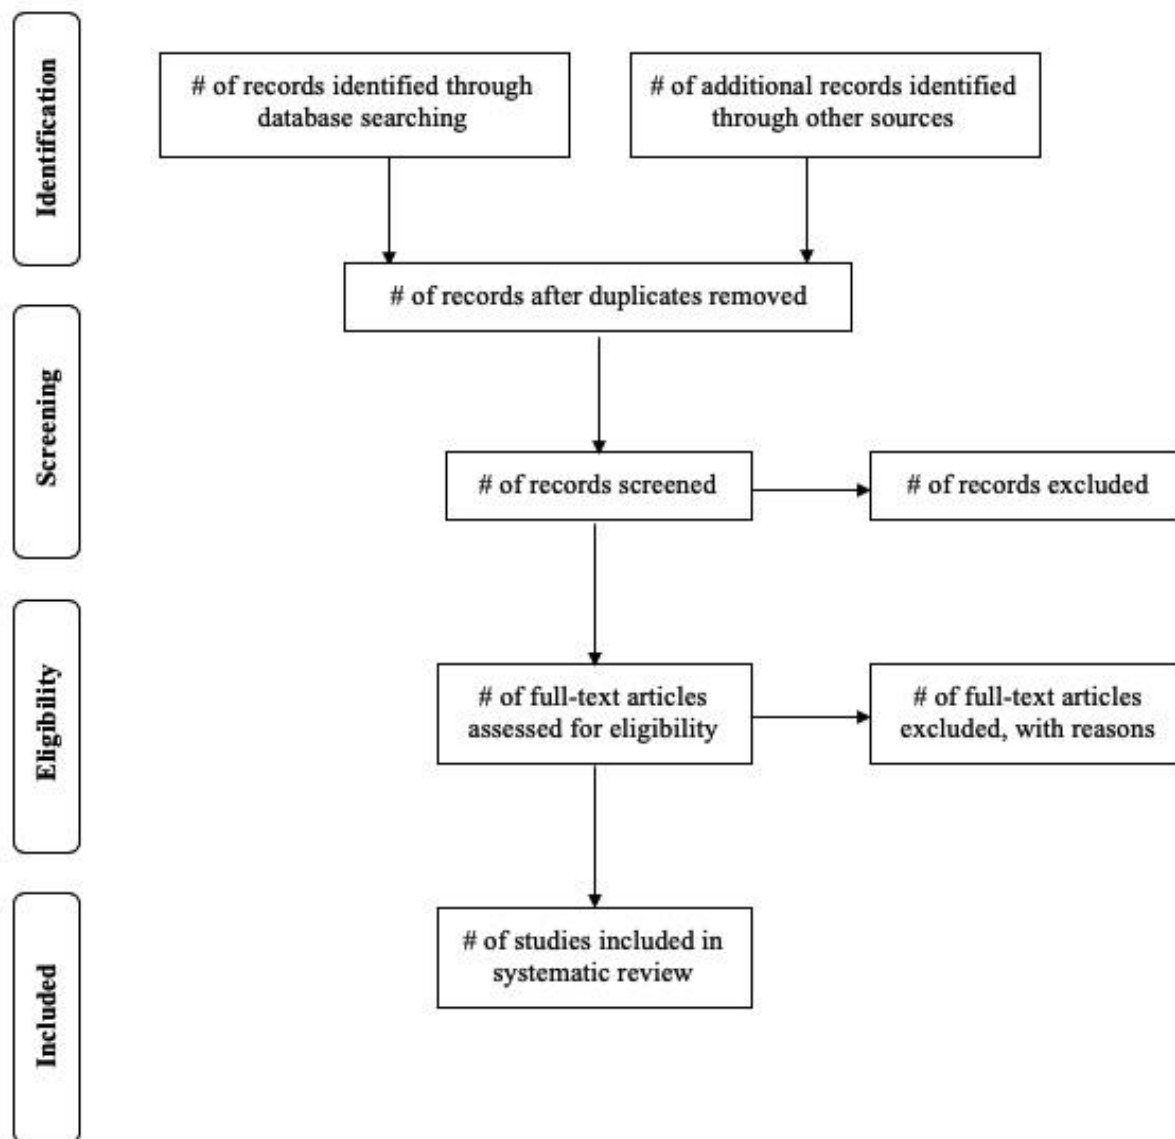 Identification
# of records identified through
database searching
# of additional records identified
through other sources
# of records after duplicates removed
Screening
# of records screened
# of records excluded
Eligibility
# of full-text articles
assessed for eligibility
# of full-text articles
excluded, with reasons
Included
# of studies included in
systematic review